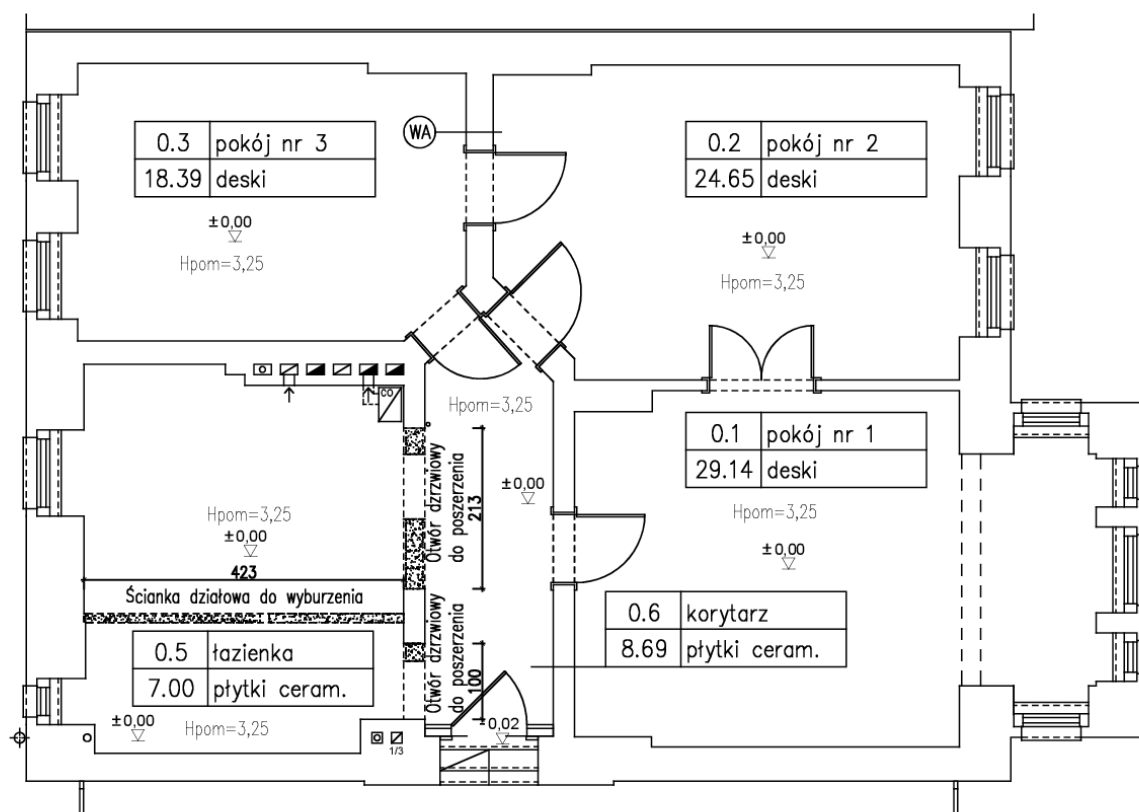 0.3 pokój nr 3
18.39 deski
±0,00
Hpom=3,25
WA
0.2 pokój nr 2
24.65 deski
±0,00
Hpom=3,25
CO
Hpom=3,25
0.1 pokój nr 1
29.14 deski
Hpom=3,25
±0,00
Hpom=3,25
±0,00
Otwór dzrzwiowy
do poszerzenia
213
±0,00
423
Ścianka działowa do wyburzenia
0.5 łazienka
7.00 płytki ceram.
±0,00
Hpom=3,25
1/3
Otwór dzrzwiowy
do poszerzenia
100
±0,02
0.6 korytarz
8.69 płytki ceram.